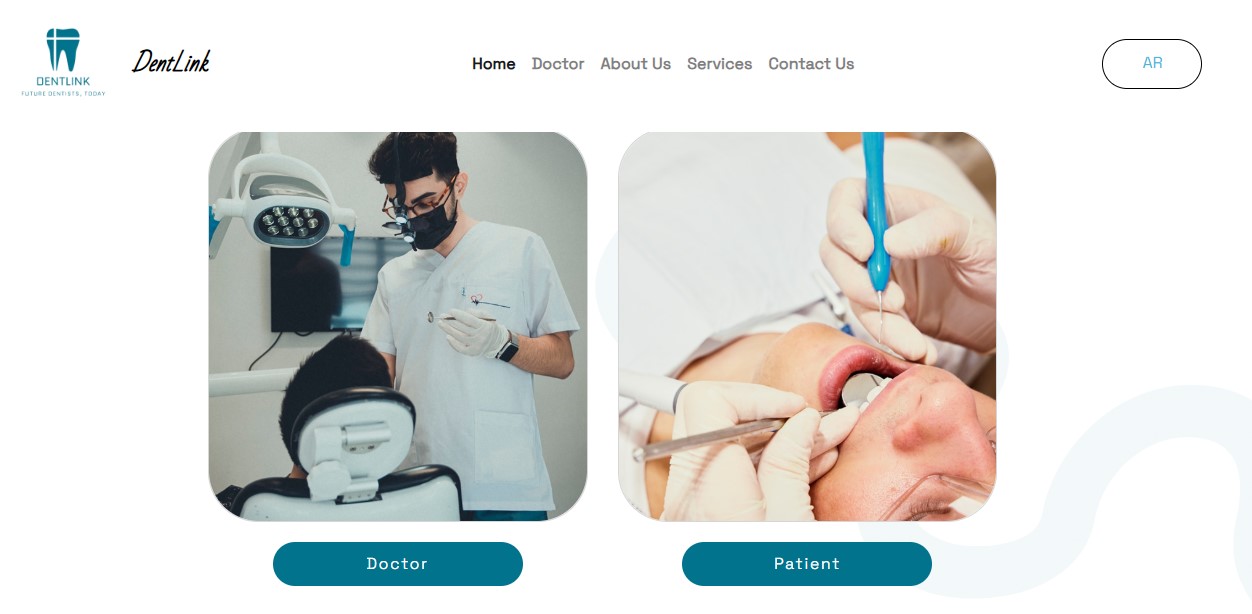 DENTLINK
FUTURE DENTISTS, TODAY
DentLink
Home Doctor About Us Services Contact Us
AR
Doctor
Patient